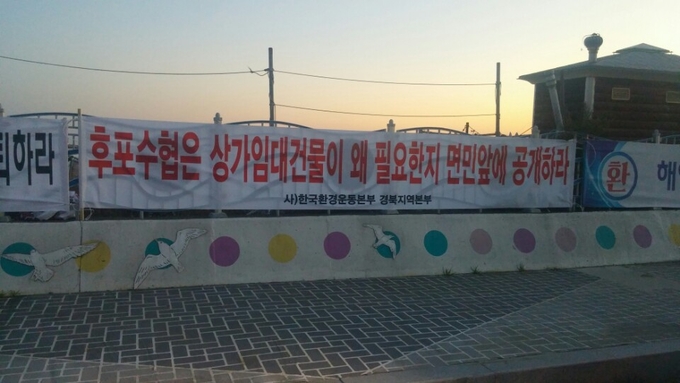 퇴하라
후포수협은 상가임대건물이 왜 필요한지 면민앞에 공개하라
사)한국환경운동본부 경북지역본부
환
해